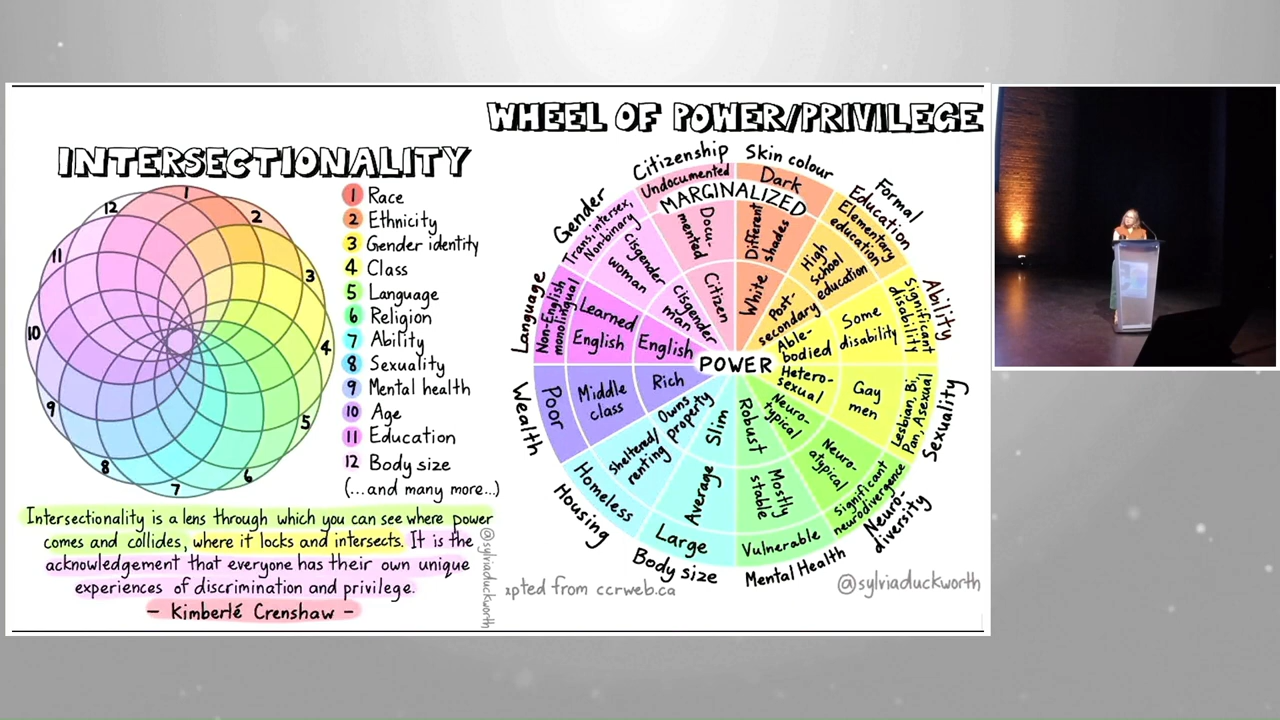 INTERSECTIONALITY
1
2
3
4
5
6
7
8
9
10
11
12
1 Race
2 Ethnicity
3 Gender identity
4 Class
5 Language
6 Religion
7 Ability
8 Sexuality
9 Mental health
10 Age
11 Education
12 Body size
(...and many more...)
Intersectionality is a lens through which you can see where power
comes and collides, where it locks and intersects. It is the
acknowledgement that everyone has their own unique
experiences of discrimination and privilege.
- Kimberlé Crenshaw -
@sylviaduckworth
WHEEL OF POWER/PRIVILEGE
MARGINALIZED
POWER
Citizenship
Undocumented
Docu-
mented
Citizen
Skin colour
Dark
Different
shades
White
Formal
Education
Elementary
education
High
school
education
Post-
secondary
Ability
Significant
disability
Some
disability
Able-
bodied
Sexuality
Lesbian, Bi,
Pan, Asexual
Gay
men
Hetero-
sexual
Neuro-
diversity
Significant
neurodivergence
Neuro-
atypical
Neuro-
typical
Mental Health
Vulnerable
Mostly
stable
Robust
Body size
Large
Average
Slim
Housing
Homeless
Sheltered/
renting
Owns
property
Wealth
Poor
Middle
class
Rich
Language
Non-English
monolingual
Learned
English
English
Gender
Trans, intersex,
Non-binary
cisgender
woman
cisgender
man
xpted from ccrweb.ca
@sylviaduckworth